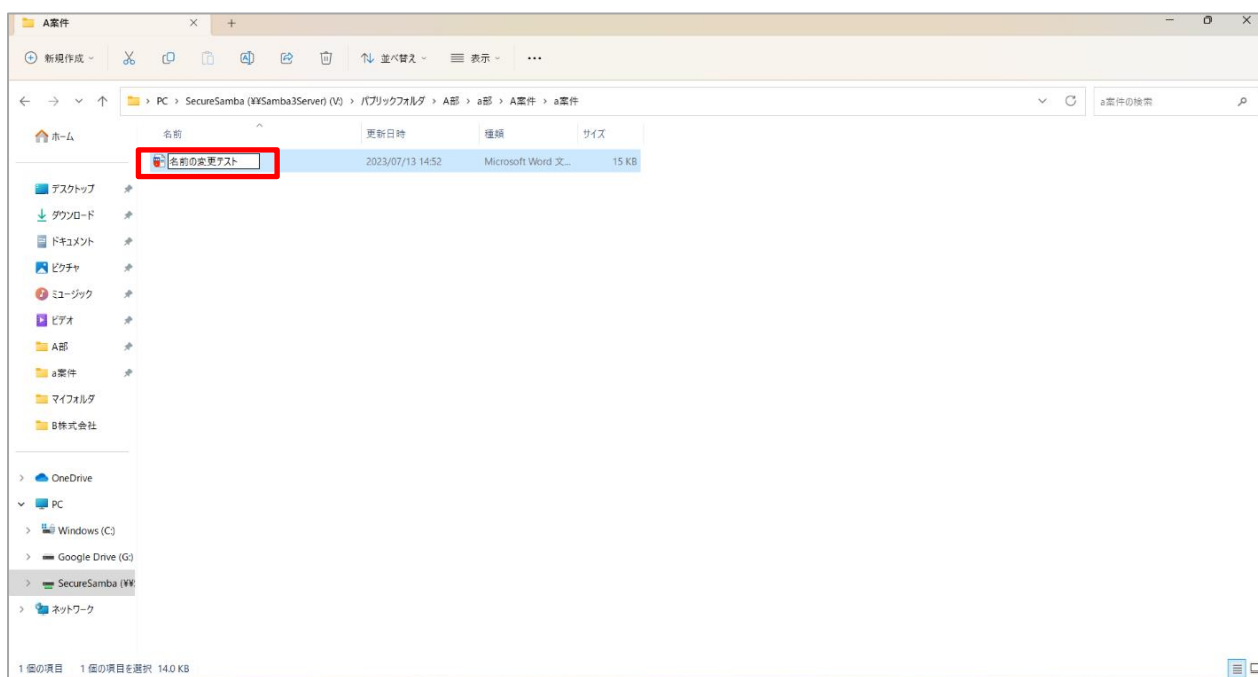 A案件
新規作成
並べ替え
表示
PC > SecureSamba (¥¥Samba3Server) (V:) > パブリックフォルダ > A部 > a部 > A案件 > a案件
a案件の検索
名前 更新日時 種類 サイズ
名前の変更テスト 2023/07/13 14:52 Microsoft Word 文... 15 KB
ホーム
デスクトップ
ダウンロード
ドキュメント
ピクチャ
ミュージック
ビデオ
A部
a案件
マイフォルダ
B株式会社
OneDrive
PC
Windows (C:)
Google Drive (G:)
SecureSamba (¥¥
ネットワーク
1 個の項目 1 個の項目を選択 14.0 KB